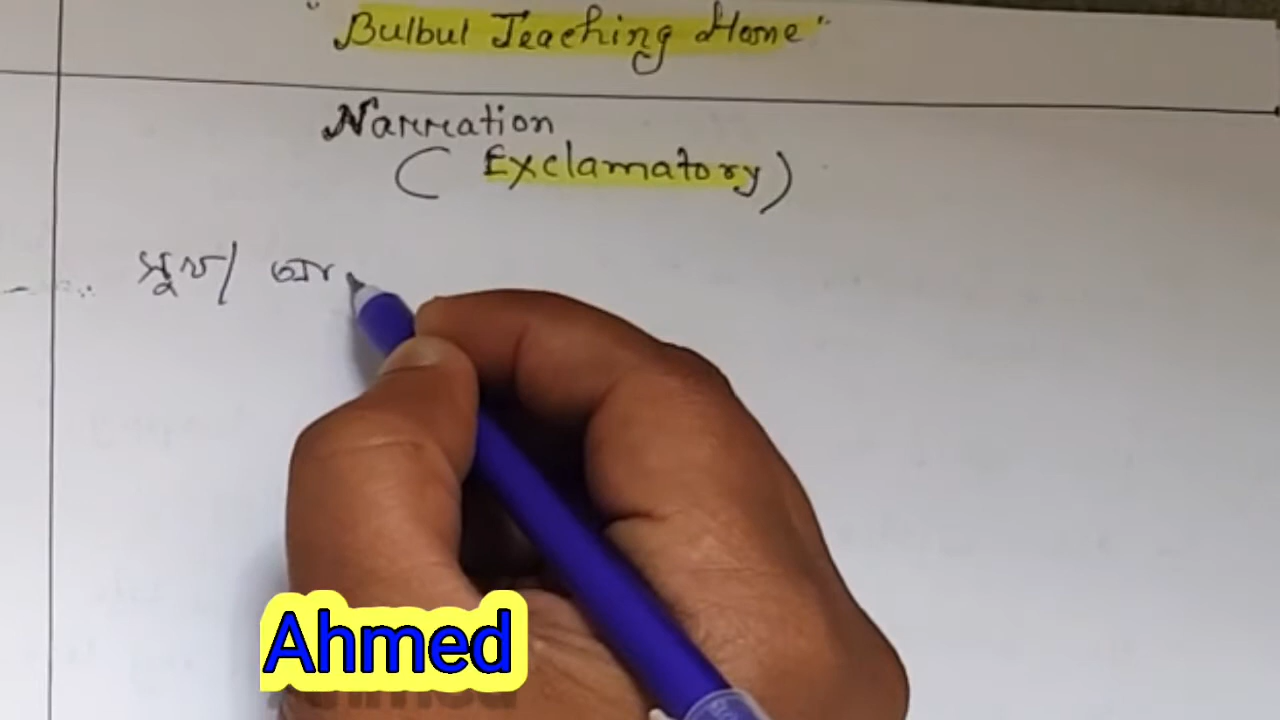 "Bulbul Teaching Home"
Narration
(Exclamatory)
সুখ/
Ahmed